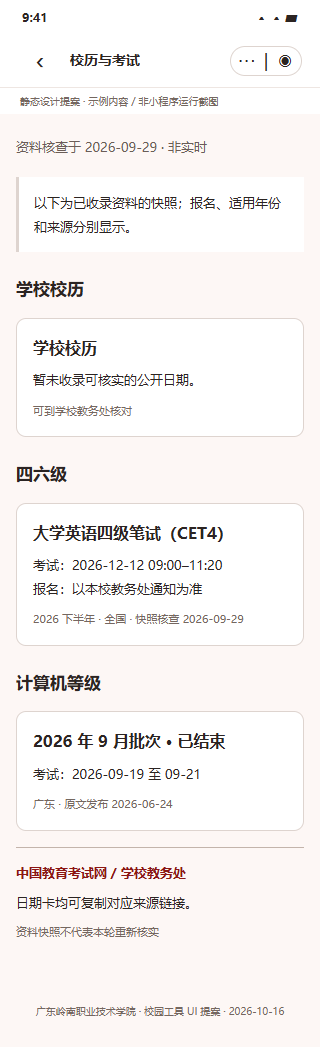 9:41
校历与考试
静态设计提案 · 示例内容 / 非小程序运行截图
资料核查于 2026-09-29 · 非实时
以下为已收录资料的快照；报名、适用年份
和来源分别显示。
学校校历
学校校历
暂未收录可核实的公开日期。
可到学校教务处核对
四六级
大学英语四级笔试（CET4）
考试：2026-12-12 09:00–11:20
报名：以本校教务处通知为准
2026 下半年 · 全国 · 快照核查 2026-09-29
计算机等级
2026 年 9 月批次 · 已结束
考试：2026-09-19 至 09-21
广东 · 原文发布 2026-06-24
中国教育考试网 / 学校教务处
日期卡均可复制对应来源链接。
资料快照不代表本轮重新核实
广东岭南职业技术学院 · 校园工具 UI 提案 · 2026-10-16